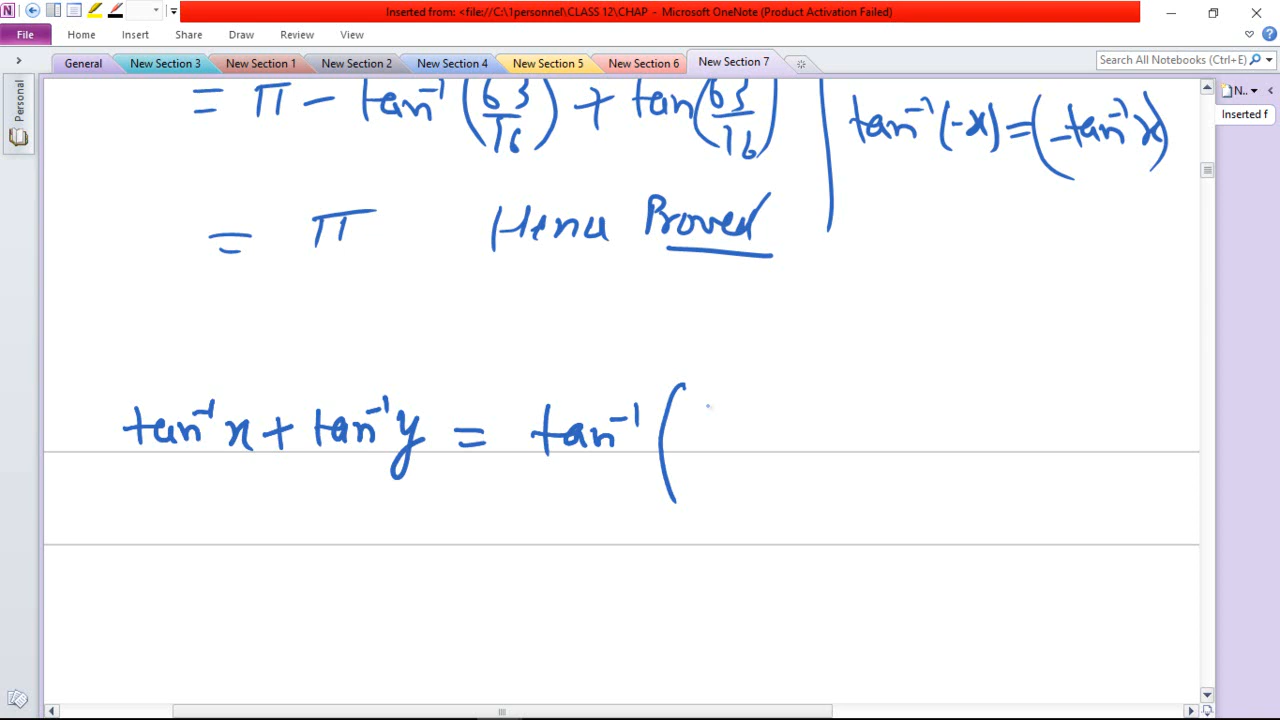 Inserted from: <file://C:\1personnel\CLASS 12\CHAP - Microsoft OneNote (Product Activation Failed)
File Home Insert Share Draw Review View
General New Section 3 New Section 1 New Section 2 New Section 4 New Section 5 New Section 6 New Section 7 Search All Notebooks (Ctrl+E)
Personal
N..
Inserted f
= π - tan⁻¹(63/16) + tan(63/16)
tan⁻¹(-x) = (-tan⁻¹x)
= π Hence Proved
tan⁻¹x + tan⁻¹y = tan⁻¹(